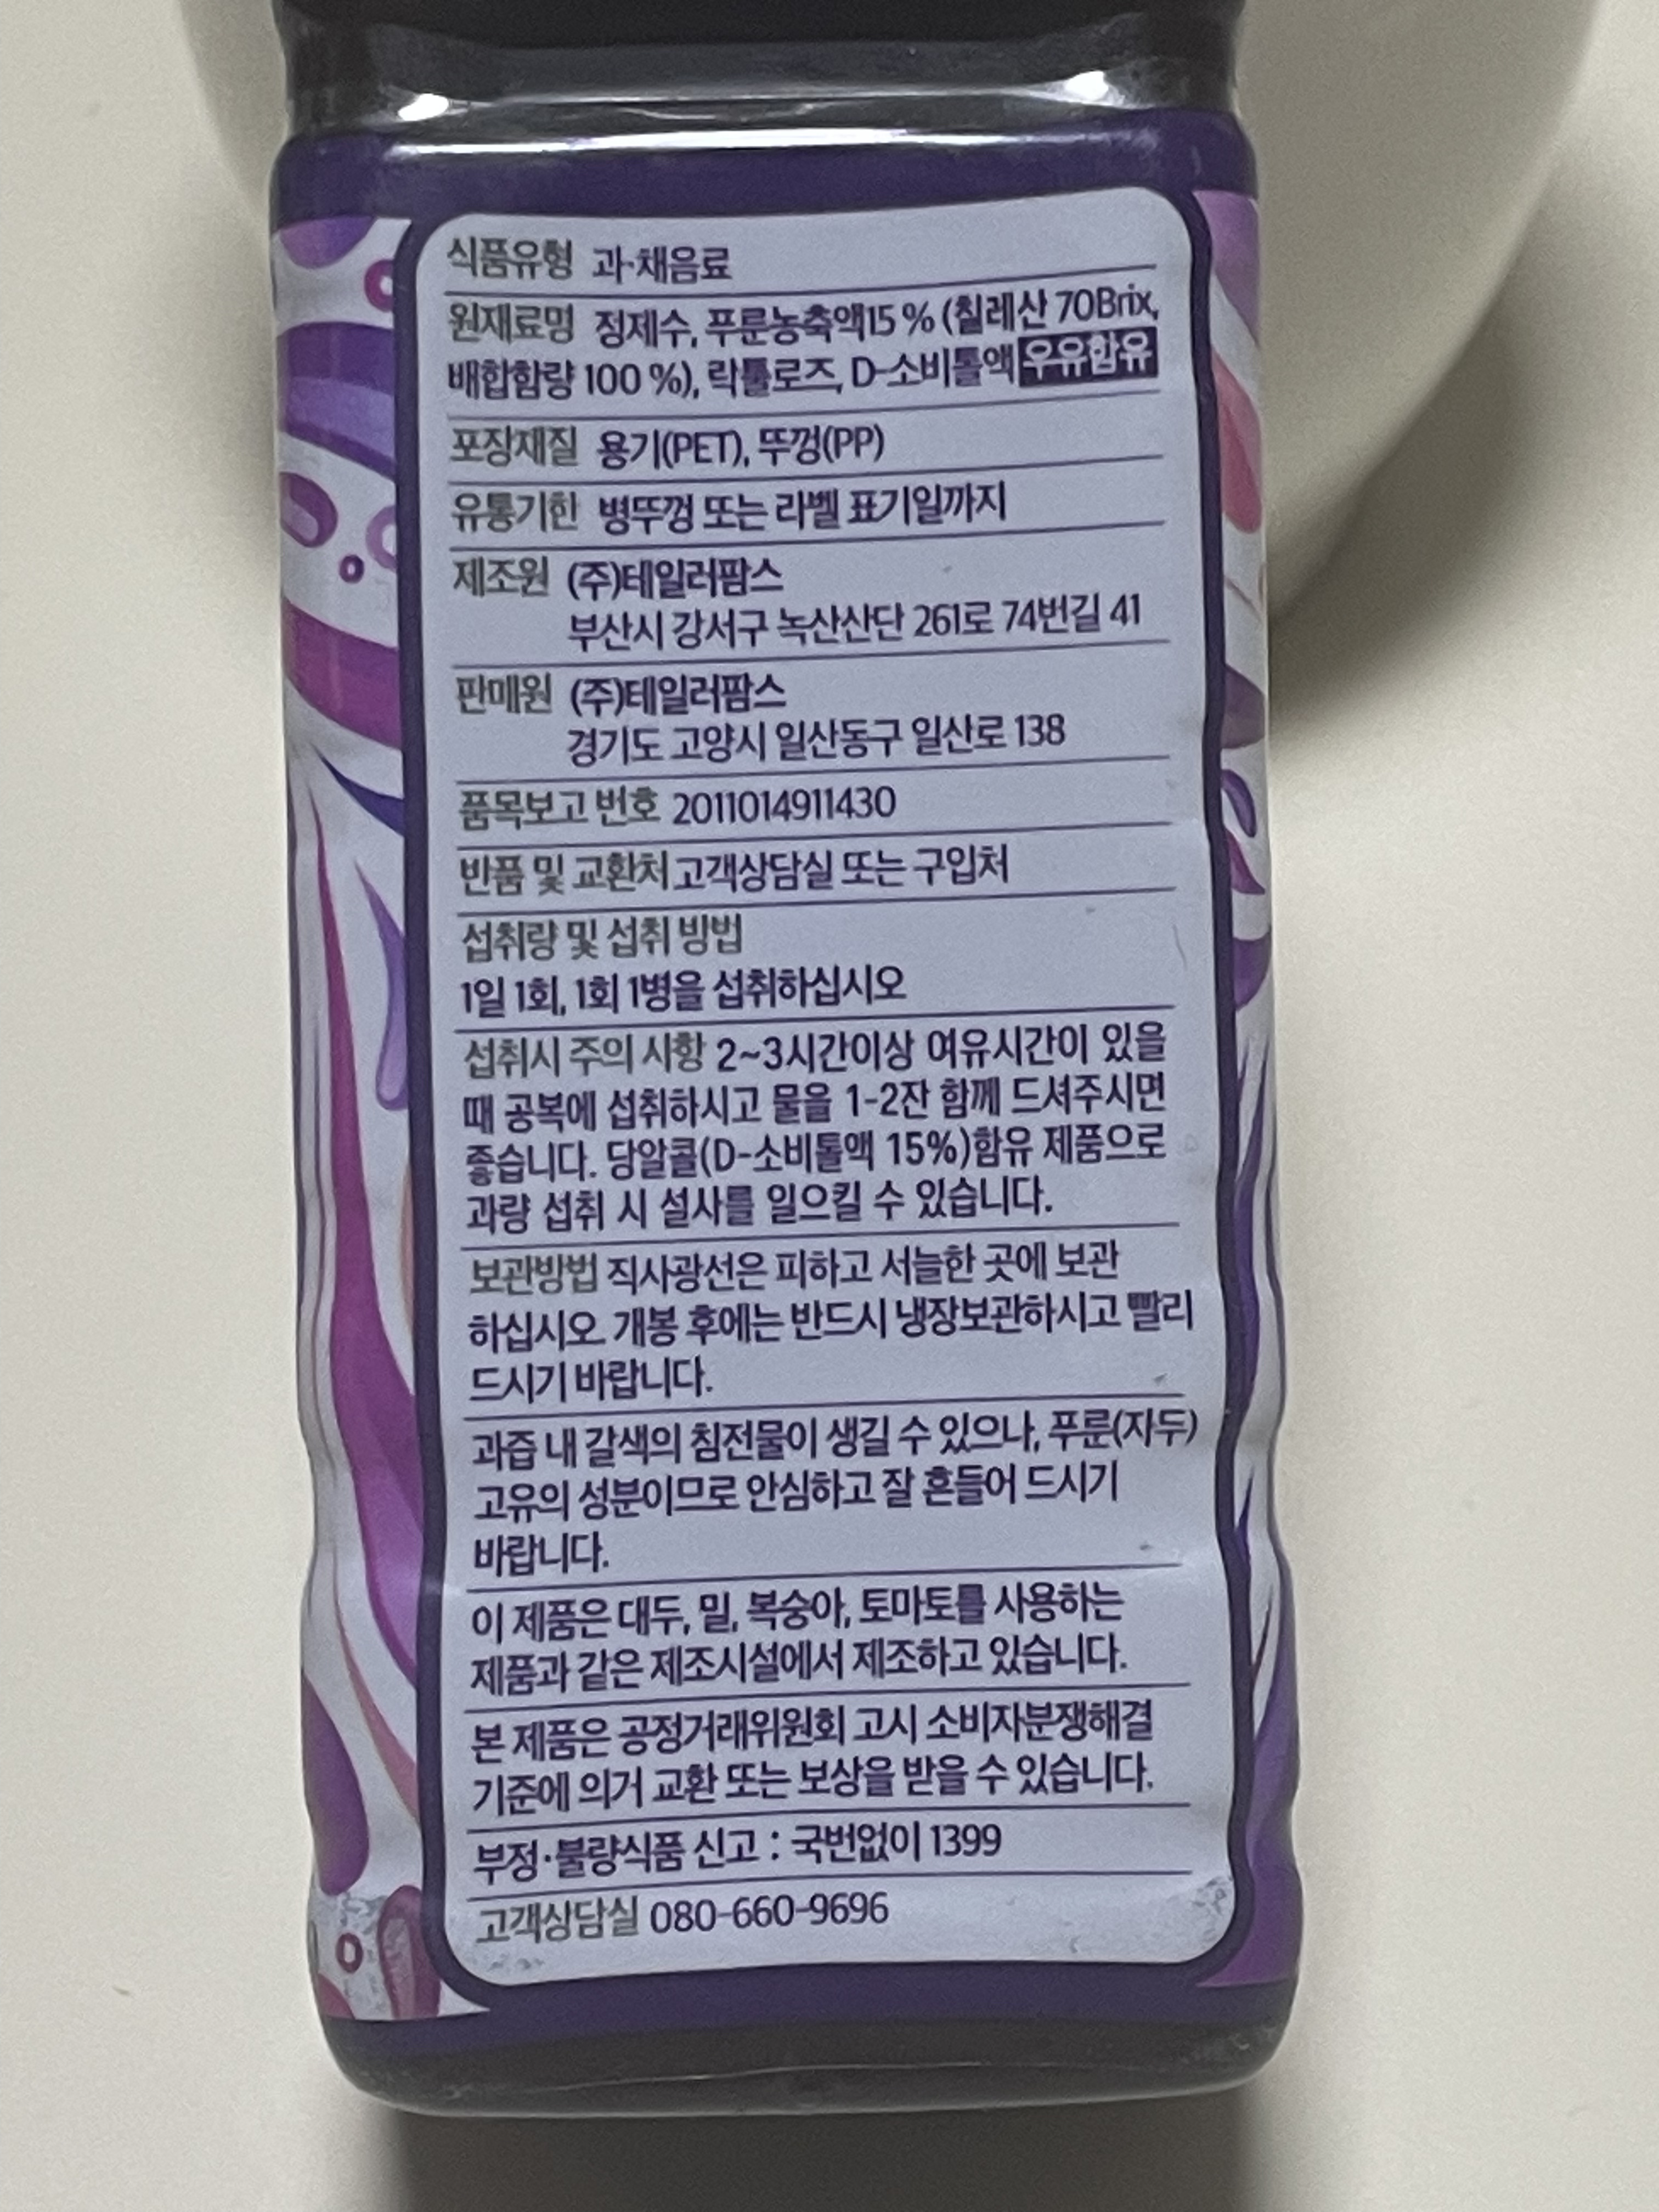 식품유형 과·채음료
원재료명 정제수, 푸룬농축액15 % (칠레산 70Brix,
배합함량 100 %), 락툴로즈, D-소비톨액 우유함유
포장재질 용기(PET), 뚜껑(PP)
유통기한 병뚜껑 또는 라벨 표기일까지
제조원 (주)테일러팜스
부산시 강서구 녹산산단 261로 74번길 41
판매원 (주)테일러팜스
경기도 고양시 일산동구 일산로 138
품목보고 번호 2011014911430
반품 및 교환처 고객상담실 또는 구입처
섭취량 및 섭취 방법
1일 1회, 1회 1병을 섭취하십시오
섭취시 주의 사항 2~3시간이상 여유시간이 있을
때 공복에 섭취하시고 물을 1-2잔 함께 드셔주시면
좋습니다. 당알콜(D-소비톨액 15%)함유 제품으로
과량 섭취 시 설사를 일으킬 수 있습니다.
보관방법 직사광선은 피하고 서늘한 곳에 보관
하십시오. 개봉 후에는 반드시 냉장보관하시고 빨리
드시기 바랍니다.
과즙 내 갈색의 침전물이 생길 수 있으나, 푸룬(자두)
고유의 성분이므로 안심하고 잘 흔들어 드시기
바랍니다.
이 제품은 대두, 밀, 복숭아, 토마토를 사용하는
제품과 같은 제조시설에서 제조하고 있습니다.
본 제품은 공정거래위원회 고시 소비자분쟁해결
기준에 의거 교환 또는 보상을 받을 수 있습니다.
부정·불량식품 신고 : 국번없이 1399
고객상담실 080-660-9696